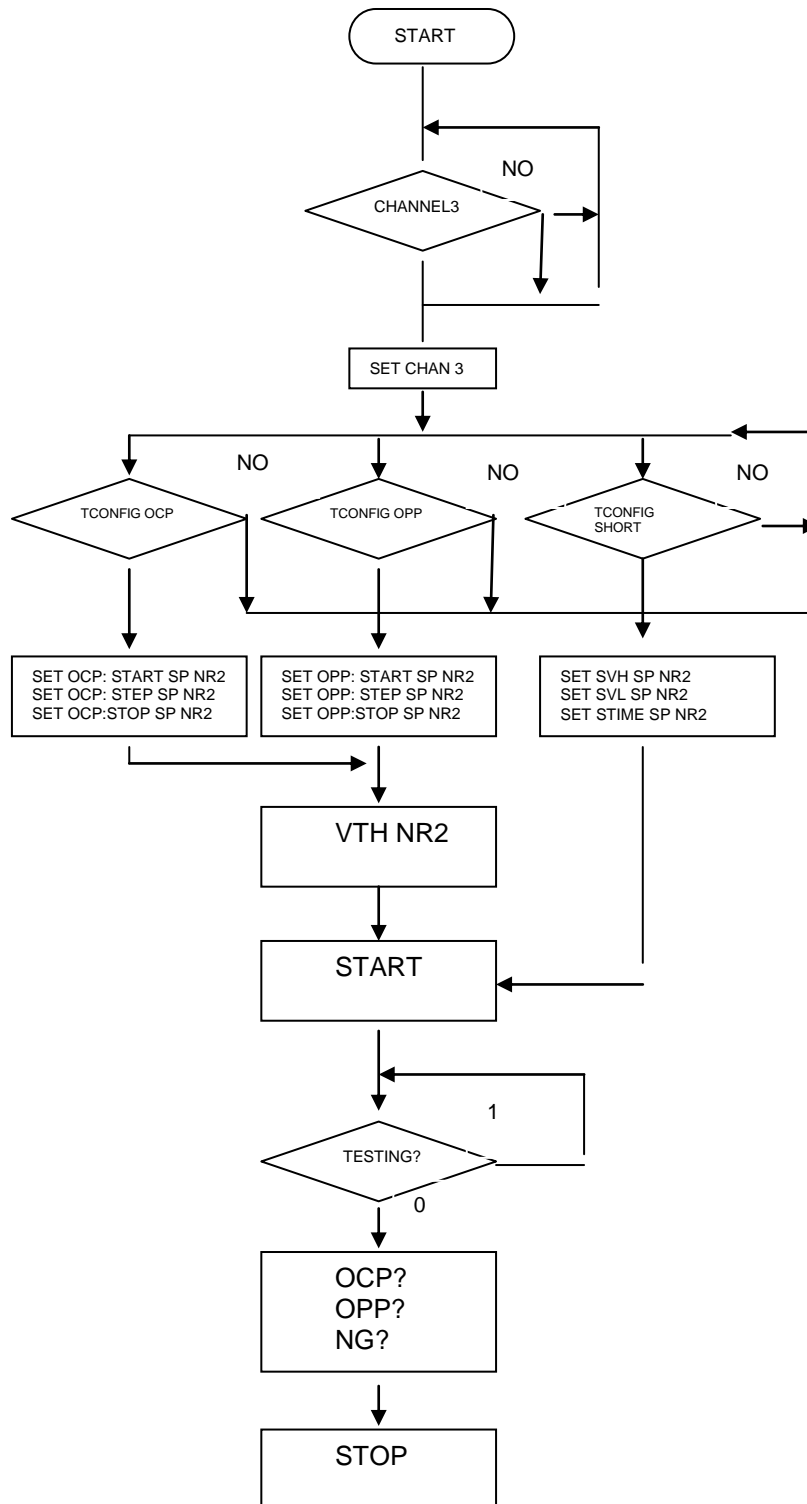 START
NO
CHANNEL3
SET CHAN 3
NO
NO
NO
TCONFIG OCP
TCONFIG OPP
TCONFIG
SHORT
SET OCP: START SP NR2
SET OCP: STEP SP NR2
SET OCP:STOP SP NR2
SET OPP: START SP NR2
SET OPP: STEP SP NR2
SET OPP:STOP SP NR2
SET SVH SP NR2
SET SVL SP NR2
SET STIME SP NR2
VTH NR2
START
1
TESTING?
0
OCP?
OPP?
NG?
STOP